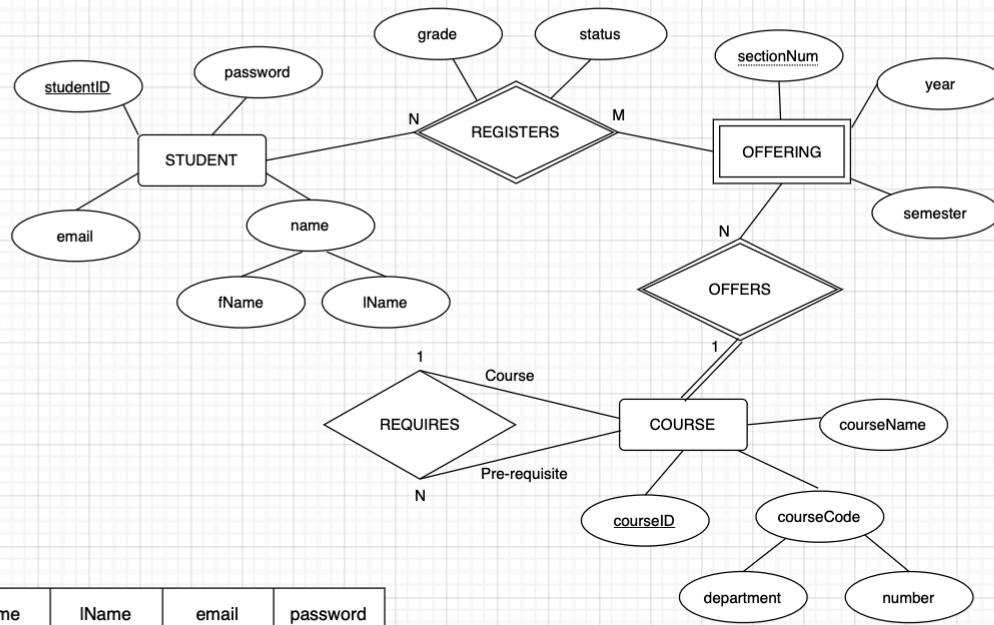 grade
status
sectionNum
year
studentID
password
N
REGISTERS
M
STUDENT
OFFERING
email
name
semester
N
fName
lName
OFFERS
1
1
Course
REQUIRES
COURSE
courseName
Pre-requisite
N
courseID
courseCode
department
number
me
lName
email
password